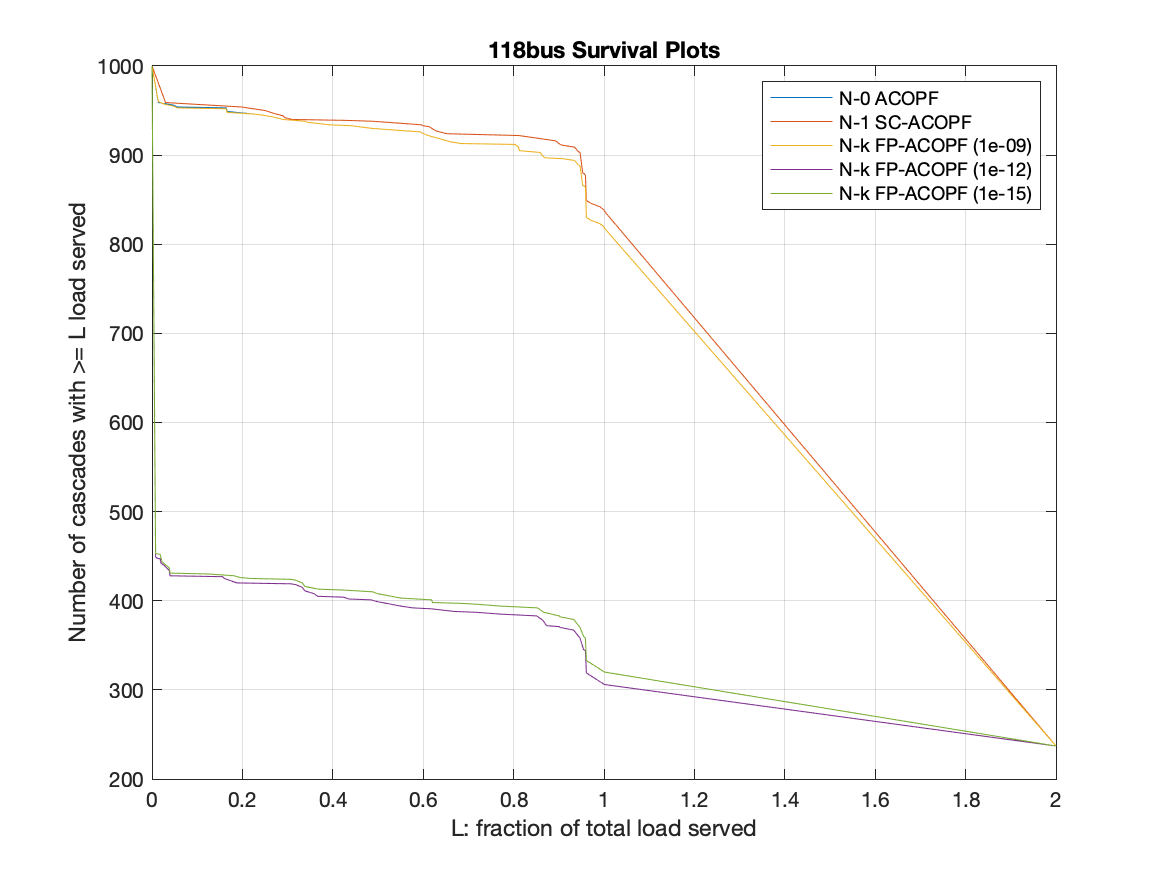 118bus Survival Plots
N-0 ACOPF
N-1 SC-ACOPF
N-k FP-ACOPF (1e-09)
N-k FP-ACOPF (1e-12)
N-k FP-ACOPF (1e-15)
Number of cascades with >= L load served
1000
900
800
700
600
500
400
300
200
0 0.2 0.4 0.6 0.8 1 1.2 1.4 1.6 1.8 2
L: fraction of total load served